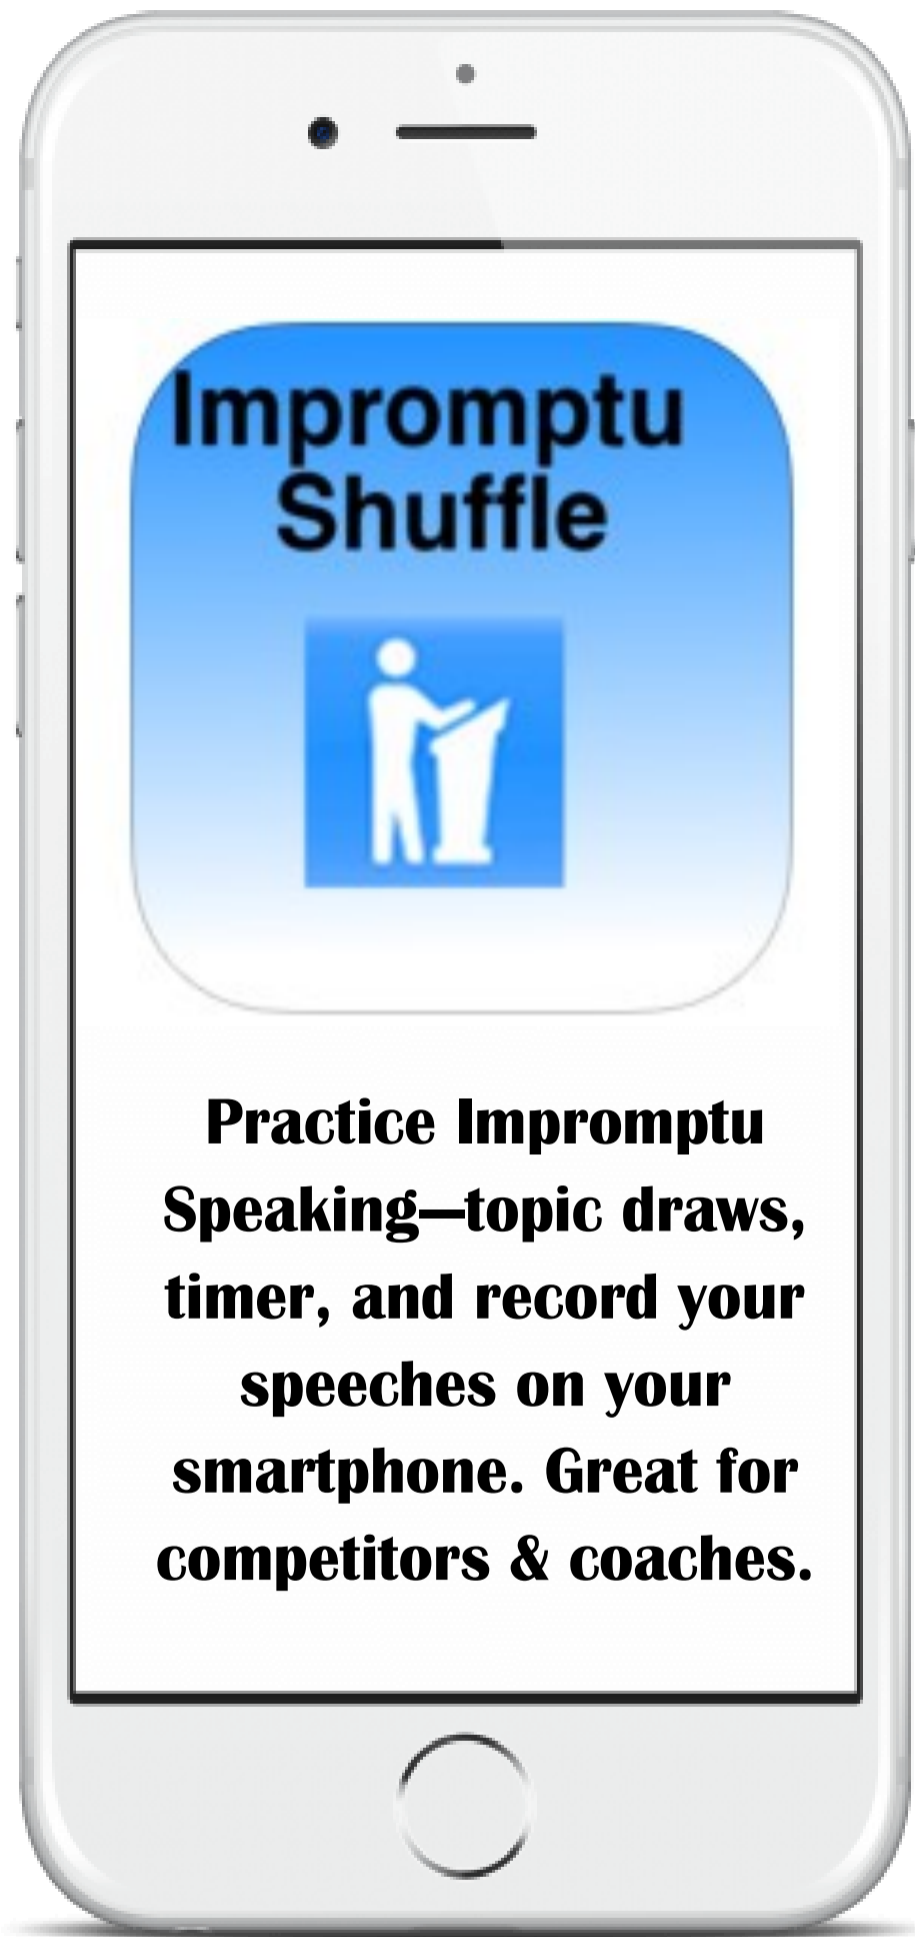 Impromptu
Shuffle
Practice Impromptu
Speaking—topic draws,
timer, and record your
speeches on your
smartphone. Great for
competitors & coaches.